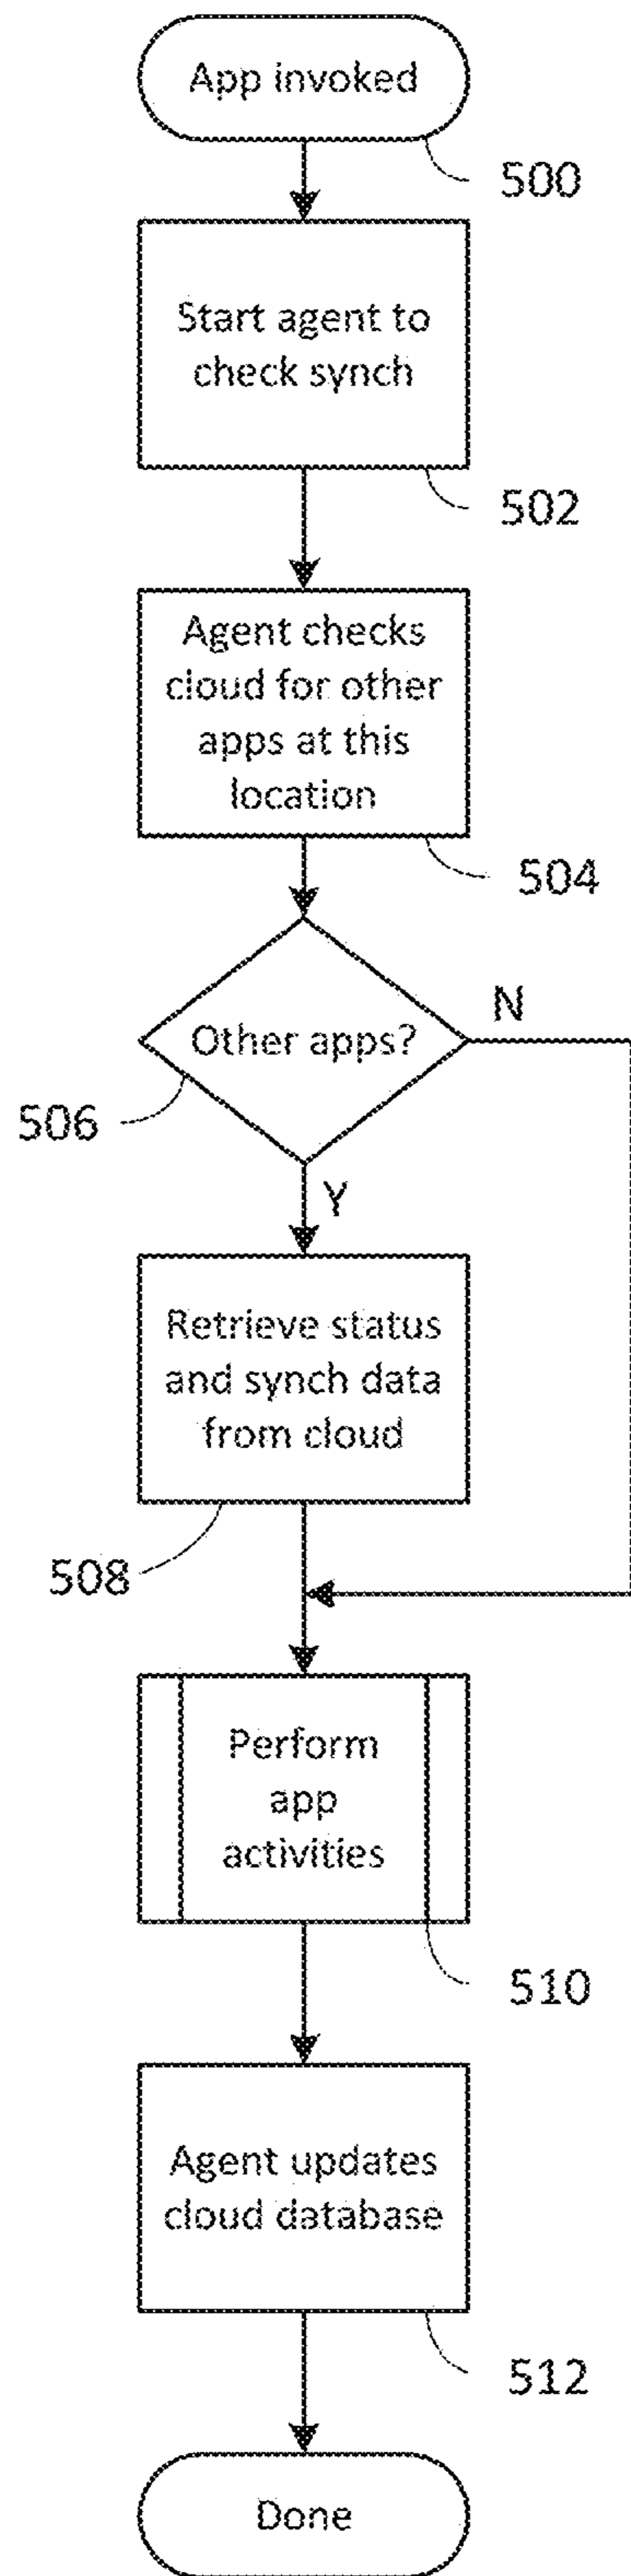 App invoked
500
Start agent to
check synch
502
Agent checks
cloud for other
apps at this
location
504
Other apps?
N
506
Y
Retrieve status
and synch data
from cloud
508
Perform
app
activities
510
Agent updates
cloud database
512
Done